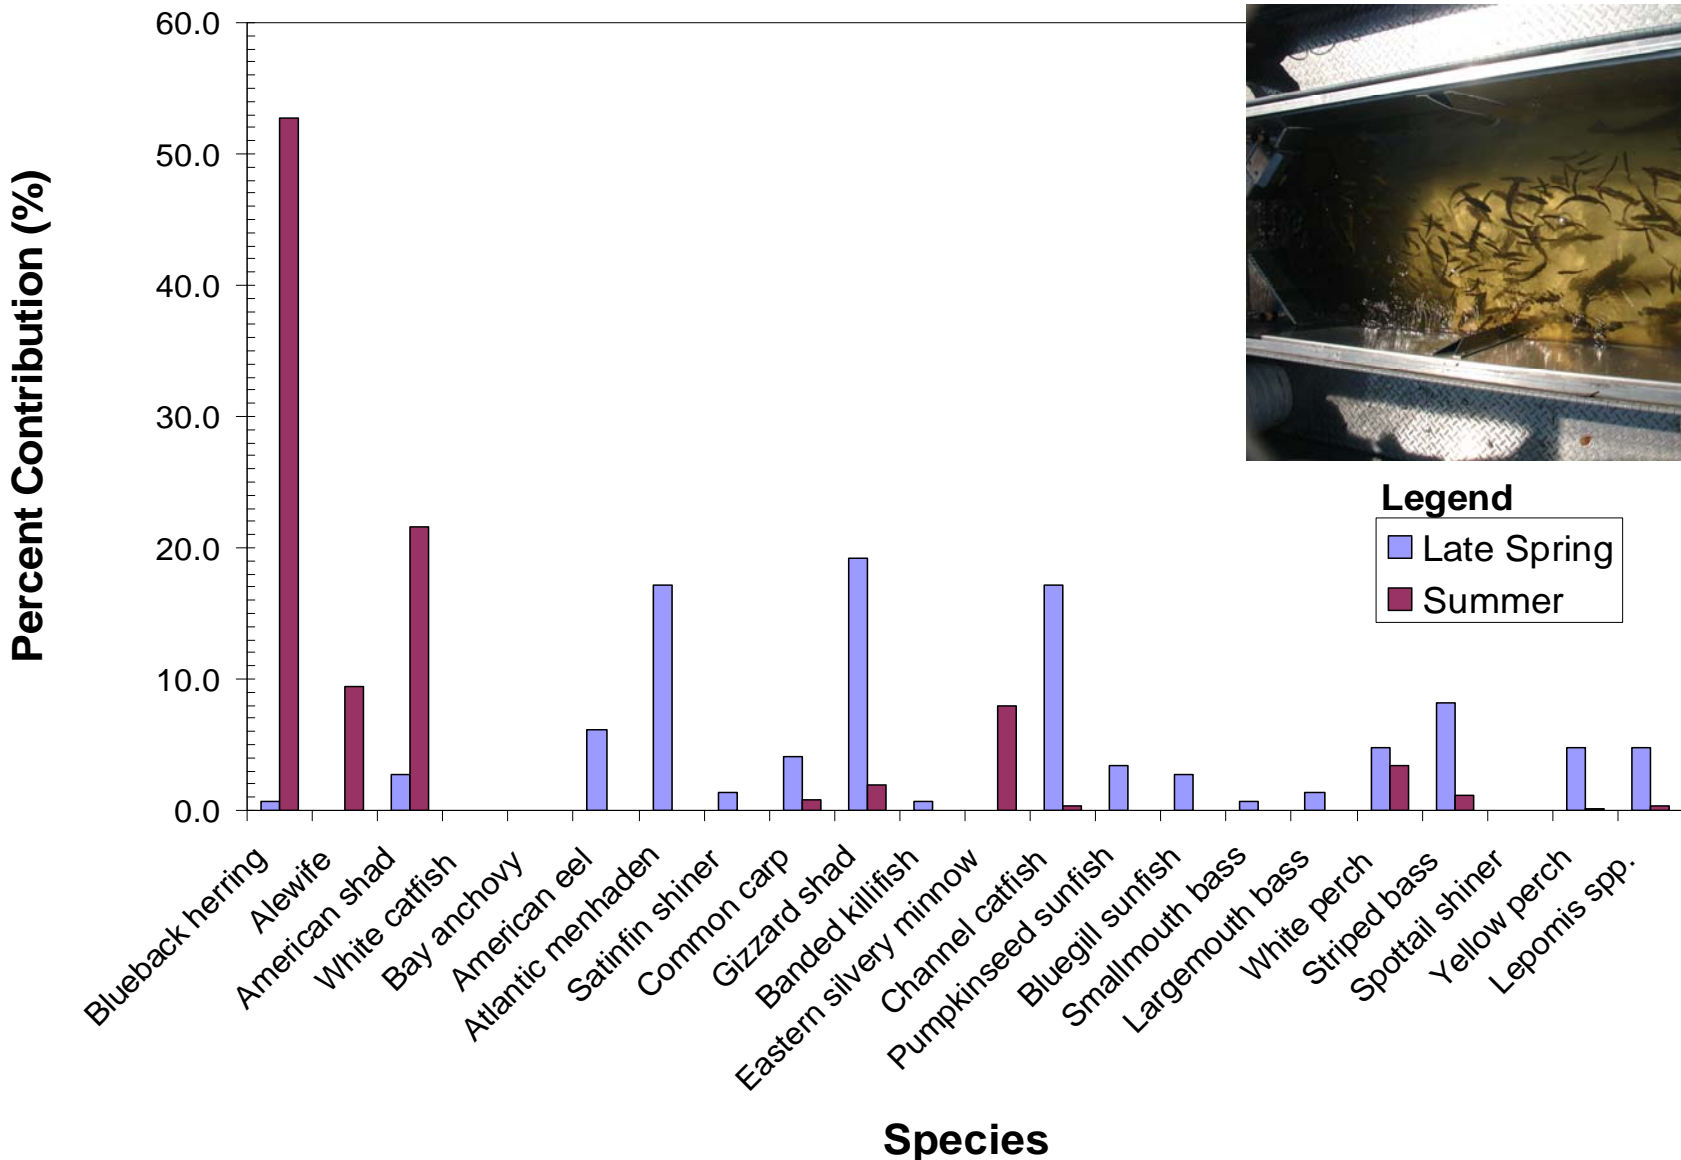 Percent Contribution (%)
60.0
50.0
40.0
30.0
20.0
10.0
0.0
Blueback herring
Alewife
American shad
White catfish
Bay anchovy
American eel
Atlantic menhaden
Satinfin shiner
Common carp
Gizzard shad
Banded killifish
Eastern silvery minnow
Channel catfish
Pumpkinseed sunfish
Bluegill sunfish
Smallmouth bass
Largemouth bass
White perch
Striped bass
Spottail shiner
Yellow perch
Lepomis spp.
Species
Legend
Late Spring
Summer